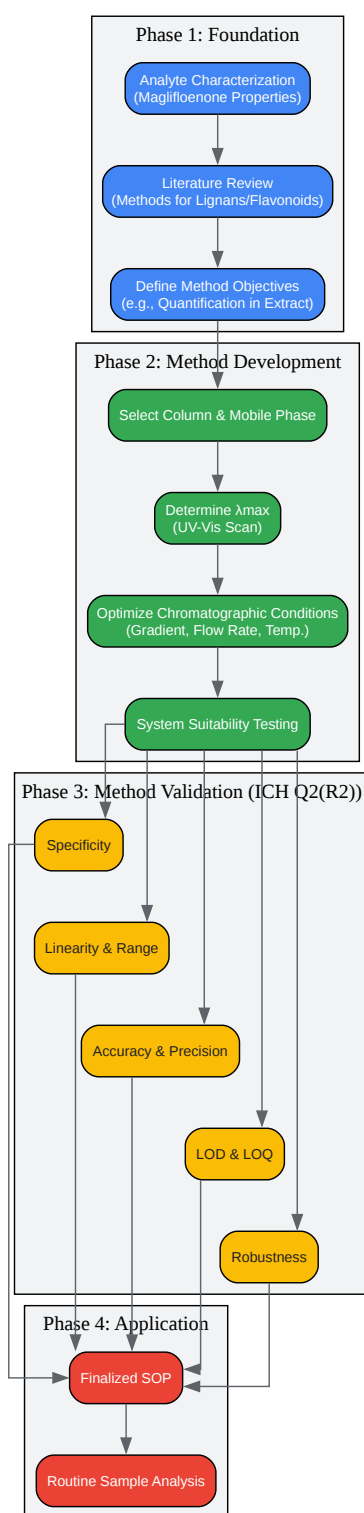 Phase 1: Foundation
Analyte Characterization
(Maglifloenone Properties)
Literature Review
(Methods for Lignans/Flavonoids)
Define Method Objectives
(e.g., Quantification in Extract)
Phase 2: Method Development
Select Column & Mobile Phase
Determine λmax
(UV-Vis Scan)
Optimize Chromatographic Conditions
(Gradient, Flow Rate, Temp.)
System Suitability Testing
Phase 3: Method Validation (ICH Q2(R2))
Specificity
Linearity & Range
Accuracy & Precision
LOD & LOQ
Robustness
Phase 4: Application
Finalized SOP
Routine Sample Analysis